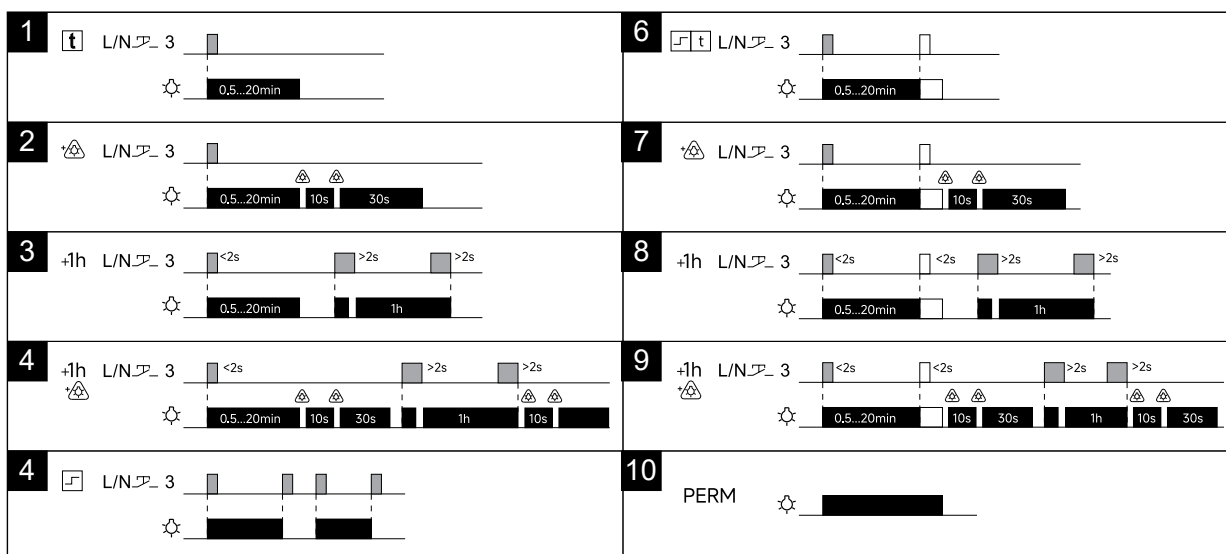 1 t L/N 3
0.5...20min
2 + L/N 3
0.5...20min 10s 30s
3 +1h L/N 3 <2s >2s >2s
0.5...20min 1h
4 +1h L/N 3 <2s >2s >2s
+
0.5...20min 10s 30s 1h 10s
4 L/N 3
6 t L/N 3
0.5...20min
7 + L/N 3
0.5...20min 10s 30s
8 +1h L/N 3 <2s <2s >2s >2s
0.5...20min 1h
9 +1h L/N 3 <2s <2s >2s >2s
+
0.5...20min 10s 30s 1h 10s 30s
10 PERM